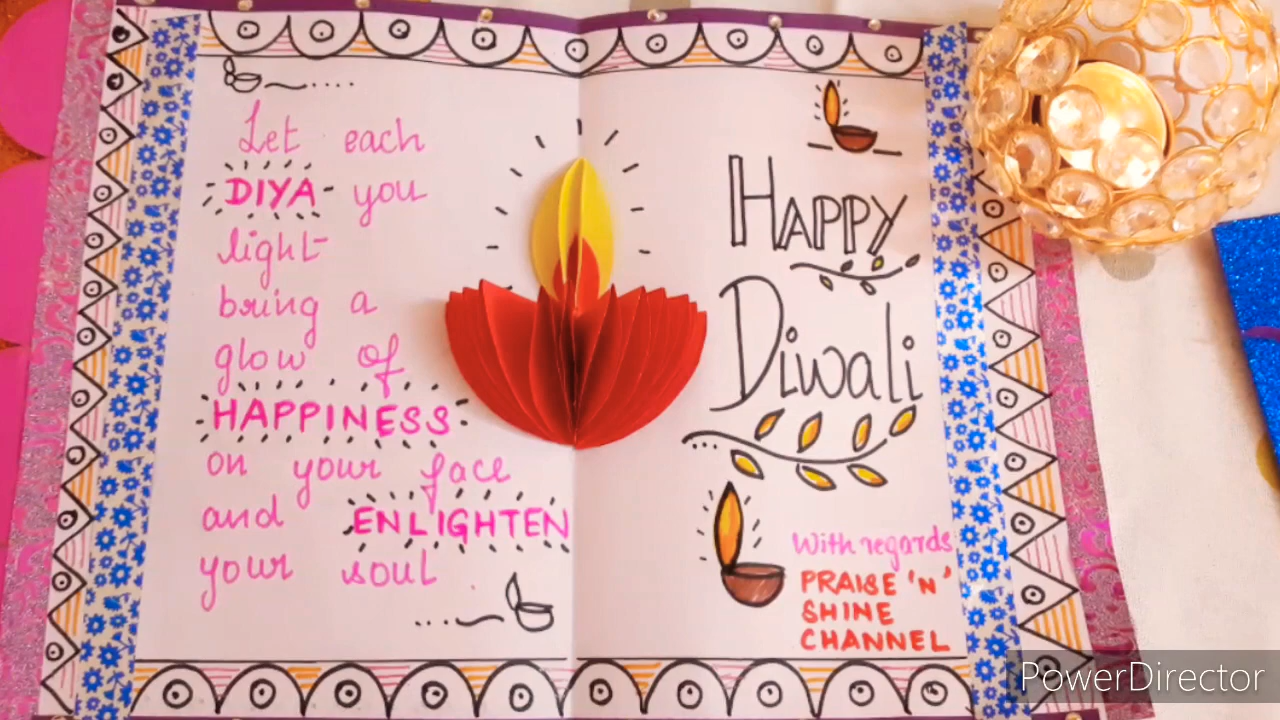 Let each
DIYA you
light
bring a
glow of
HAPPINESS
on your face
and ENLIGHTEN
your soul
HAPPY
Diwali
With regards
PRAISE 'N'
SHINE
CHANNEL
PowerDirector